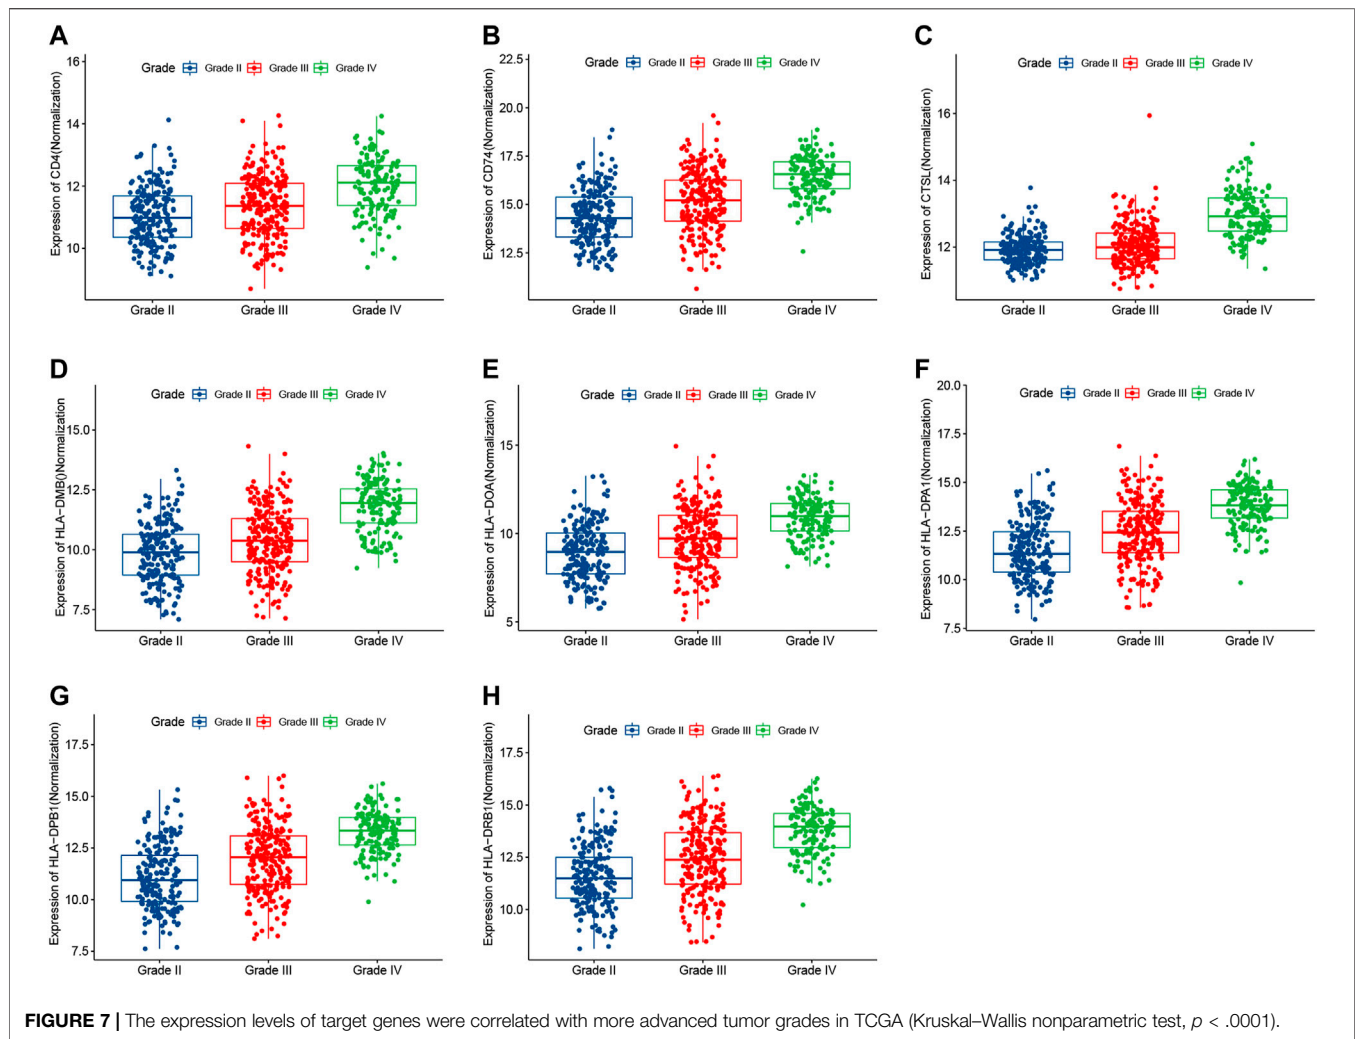 A
Grade Grade II Grade III Grade IV
Expression of CD4(Normalization)
16
14
12
10
Grade II Grade III Grade IV
B
Grade Grade II Grade III Grade IV
Expression of CD74(Normalization)
22.5
20.0
17.5
15.0
12.5
Grade II Grade III Grade IV
C
Grade Grade II Grade III Grade IV
Expression of CTSL(Normalization)
16
14
12
Grade II Grade III Grade IV
D
Grade Grade II Grade III Grade IV
Expression of HLA−DMB()Normalization
15.0
12.5
10.0
7.5
Grade II Grade III Grade IV
E
Grade Grade II Grade III Grade IV
Expression of HLA−DOA(Normalization)
15
10
5
Grade II Grade III Grade IV
F
Grade Grade II Grade III Grade IV
Expression of HLA−DPA1(Normalization)
20.0
17.5
15.0
12.5
10.0
7.5
Grade II Grade III Grade IV
G
Grade Grade II Grade III Grade IV
Expression of HLA−DPB1(Normalization)
17.5
15.0
12.5
10.0
7.5
Grade II Grade III Grade IV
H
Grade Grade II Grade III Grade IV
Expression of HLA−DRB1(Normalization)
17.5
15.0
12.5
10.0
Grade II Grade III Grade IV
FIGURE 7 | The expression levels of target genes were correlated with more advanced tumor grades in TCGA (Kruskal–Wallis nonparametric test, p < .0001).